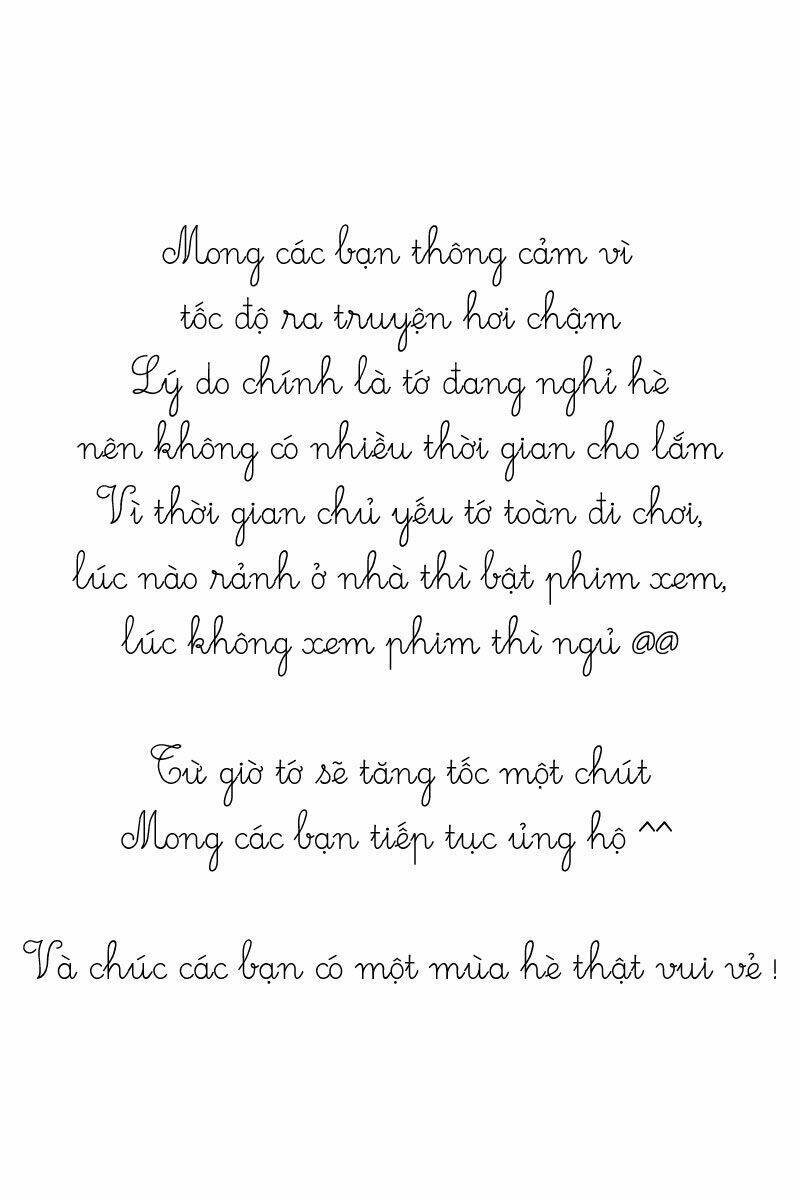 Mong các bạn thông cảm vì
tốc độ ra truyện hơi chậm
Lý do chính là tớ đang nghỉ hè
nên không có nhiều thời gian cho lắm
Vì thời gian chủ yếu tớ toàn đi chơi,
lúc nào rảnh ở nhà thì bật phim xem,
lúc không xem phim thì ngủ @@
Từ giờ tớ sẽ tăng tốc một chút
Mong các bạn tiếp tục ủng hộ ^^
Và chúc các bạn có một mùa hè thật vui vẻ !